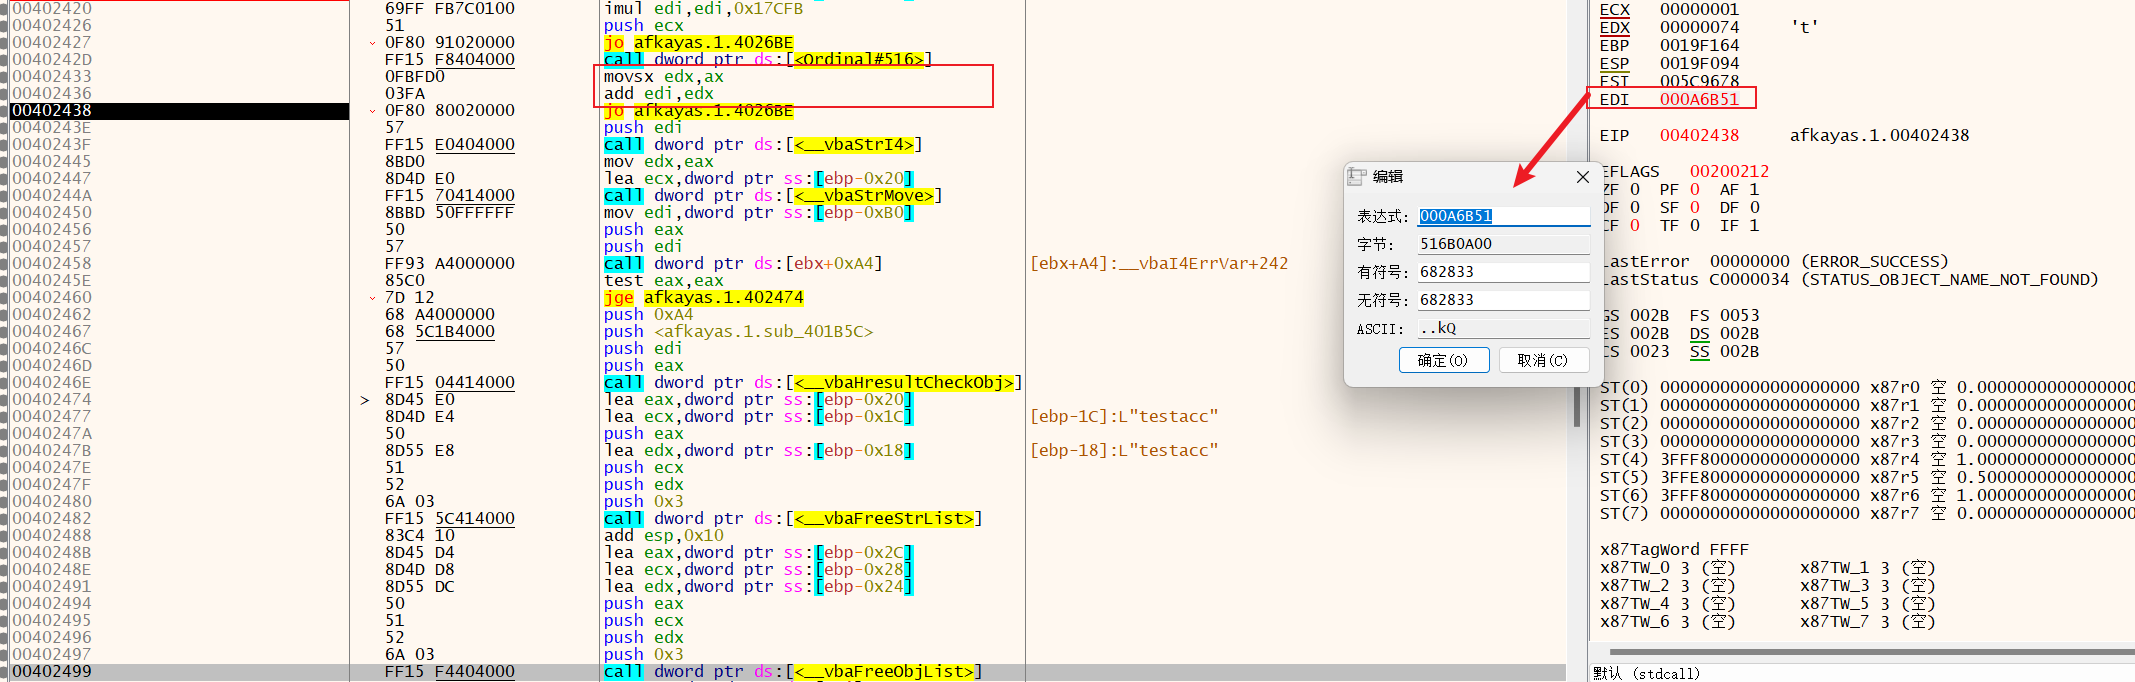 00402420 69FF FB7C0100 imul edi,edi,0x17CFB
00402426 51 push ecx
00402427 0F80 91020000 jo afkayas.1.4026BE
0040242D FF15 F8404000 call dword ptr ds:[<Ordinal#516>]
00402433 0FBFD0 movsx edx,ax
00402436 03FA add edi,edx
00402438 0F80 80020000 jo afkayas.1.4026BE
0040243E 57 push edi
0040243F FF15 E0404000 call dword ptr ds:[<__vbaStrI4>]
00402445 8BD0 mov edx,eax
00402447 8D4D E0 lea ecx,dword ptr ss:[ebp-0x20]
0040244A FF15 70414000 call dword ptr ds:[<__vbaStrMove>]
00402450 8BBD 50FFFFFF mov edi,dword ptr ss:[ebp-0xB0]
00402456 50 push eax
00402457 57 push edi
00402458 FF93 A4000000 call dword ptr ds:[ebx+0xA4] [ebx+A4]:__vbaI4ErrVar+242
0040245E 85C0 test eax,eax
00402460 7D 12 jge afkayas.1.402474
00402462 68 A4000000 push 0xA4
00402467 68 5C1B4000 push <afkayas.1.sub_401B5C>
0040246C 57 push edi
0040246D 50 push eax
0040246E FF15 04414000 call dword ptr ds:[<__vbaHresultCheckObj>]
00402474 > 8D45 E0 lea eax,dword ptr ss:[ebp-0x20]
00402477 8D4D E4 lea ecx,dword ptr ss:[ebp-0x1C] [ebp-1C]:L"testacc"
0040247A 50 push eax
0040247B 8D55 E8 lea edx,dword ptr ss:[ebp-0x18] [ebp-18]:L"testacc"
0040247E 51 push ecx
0040247F 52 push edx
00402480 6A 03 push 0x3
00402482 FF15 5C414000 call dword ptr ds:[<__vbaFreeStrList>]
00402488 83C4 10 add esp,0x10
0040248B 8D45 D4 lea eax,dword ptr ss:[ebp-0x2C]
0040248E 8D4D D8 lea ecx,dword ptr ss:[ebp-0x28]
00402491 8D55 DC lea edx,dword ptr ss:[ebp-0x24]
00402494 50 push eax
00402495 51 push ecx
00402496 52 push edx
00402497 6A 03 push 0x3
00402499 FF15 F4404000 call dword ptr ds:[<__vbaFreeObjList>]
编辑
表达式: 000A6B51
字节: 516B0A00
有符号: 682833
无符号: 682833
ASCII: ..kQ
确定(O) 取消(C)
ECX 00000001
EDX 00000074 't'
EBP 0019F164
ESP 0019F094
EST 005C9678
EDI 000A6B51
EIP 00402438 afkayas.1.00402438
EFLAGS 00200212
ZF 0 PF 0 AF 1
OF 0 SF 0 DF 0
CF 0 TF 0 IF 1
LastError 00000000 (ERROR_SUCCESS)
LastStatus C0000034 (STATUS_OBJECT_NAME_NOT_FOUND)
GS 002B FS 0053
ES 002B DS 002B
CS 0023 SS 002B
ST(0) 00000000000000000000 x87r0 空 0.0000000000000000
ST(1) 00000000000000000000 x87r1 空 0.0000000000000000
ST(2) 00000000000000000000 x87r2 空 0.0000000000000000
ST(3) 00000000000000000000 x87r3 空 0.0000000000000000
ST(4) 3FFF8000000000000000 x87r4 空 1.0000000000000000
ST(5) 3FFE8000000000000000 x87r5 空 0.5000000000000000
ST(6) 3FFF8000000000000000 x87r6 空 1.0000000000000000
ST(7) 00000000000000000000 x87r7 空 0.0000000000000000
x87TagWord FFFF
x87TW_0 3 (空) x87TW_1 3 (空)
x87TW_2 3 (空) x87TW_3 3 (空)
x87TW_4 3 (空) x87TW_5 3 (空)
x87TW_6 3 (空) x87TW_7 3 (空)
默认 (stdcall)